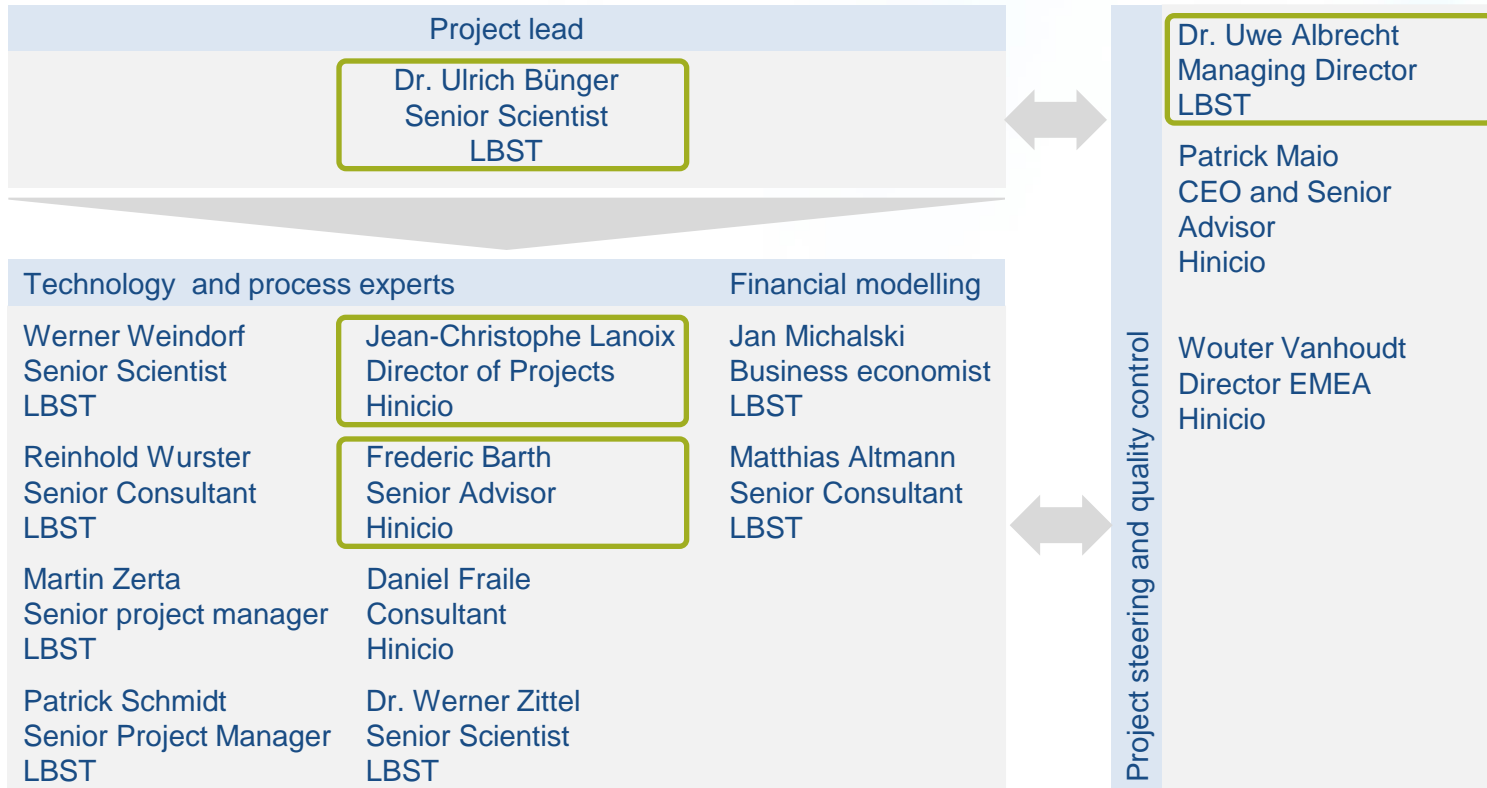 Project lead
Dr. Ulrich Bünger
Senior Scientist
LBST
Technology and process experts
Werner Weindorf
Senior Scientist
LBST
Reinhold Wurster
Senior Consultant
LBST
Martin Zerta
Senior project manager
LBST
Patrick Schmidt
Senior Project Manager
LBST
Jean-Christophe Lanoix
Director of Projects
Hinicio
Frederic Barth
Senior Advisor
Hinicio
Daniel Fraile
Consultant
Hinicio
Dr. Werner Zittel
Senior Scientist
LBST
Financial modelling
Jan Michalski
Business economist
LBST
Matthias Altmann
Senior Consultant
LBST
Project steering and quality control
Dr. Uwe Albrecht
Managing Director
LBST
Patrick Maio
CEO and Senior
Advisor
Hinicio
Wouter Vanhoudt
Director EMEA
Hinicio